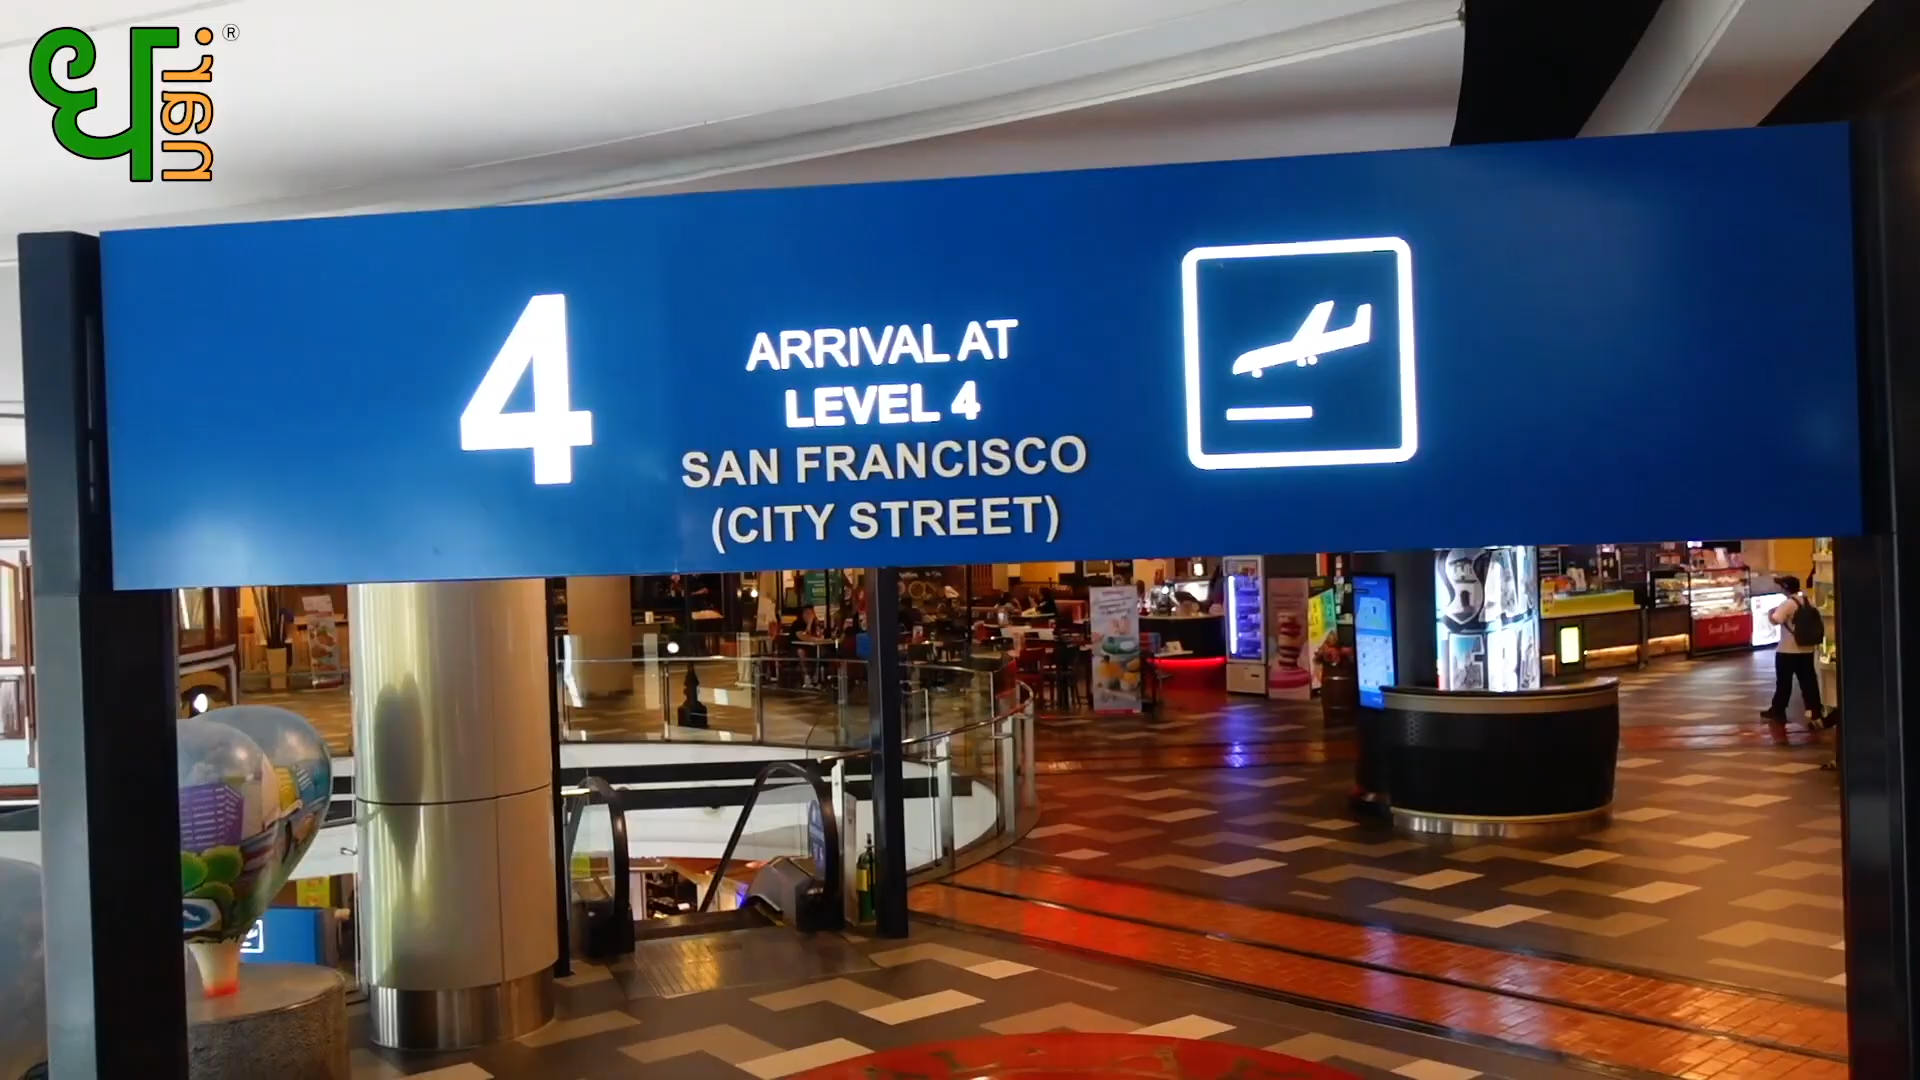 ®
4
ARRIVAL AT
LEVEL 4
SAN FRANCISCO
(CITY STREET)